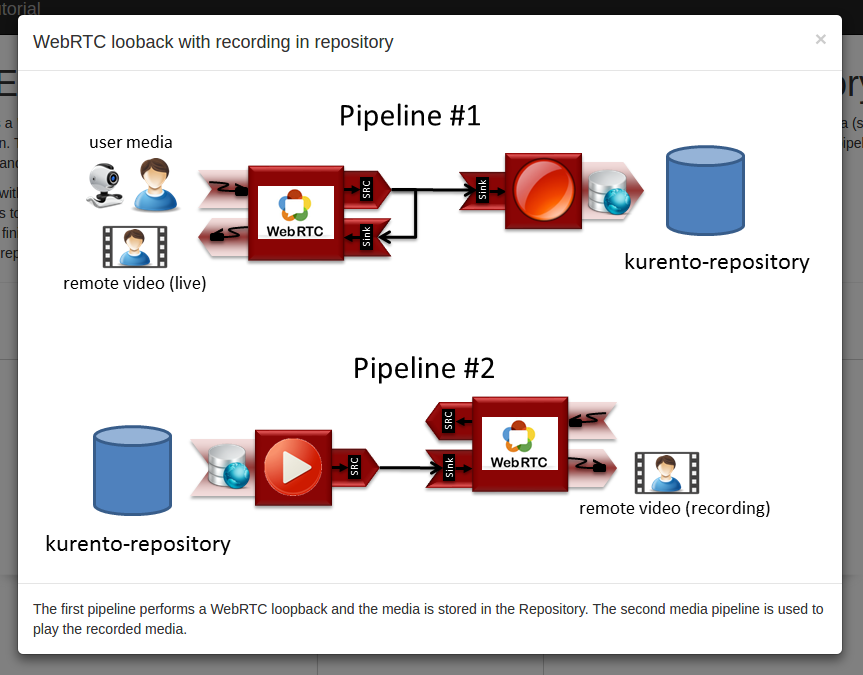 torial
WebRTC looback with recording in repository
×
Pipeline #1
user media
SRC
Sink
Sink
WebRTC
remote video (live)
kurento-repository
Pipeline #2
SRC
SRC
Sink
WebRTC
remote video (recording)
kurento-repository
The first pipeline performs a WebRTC loopback and the media is stored in the Repository. The second media pipeline is used to
play the recorded media.